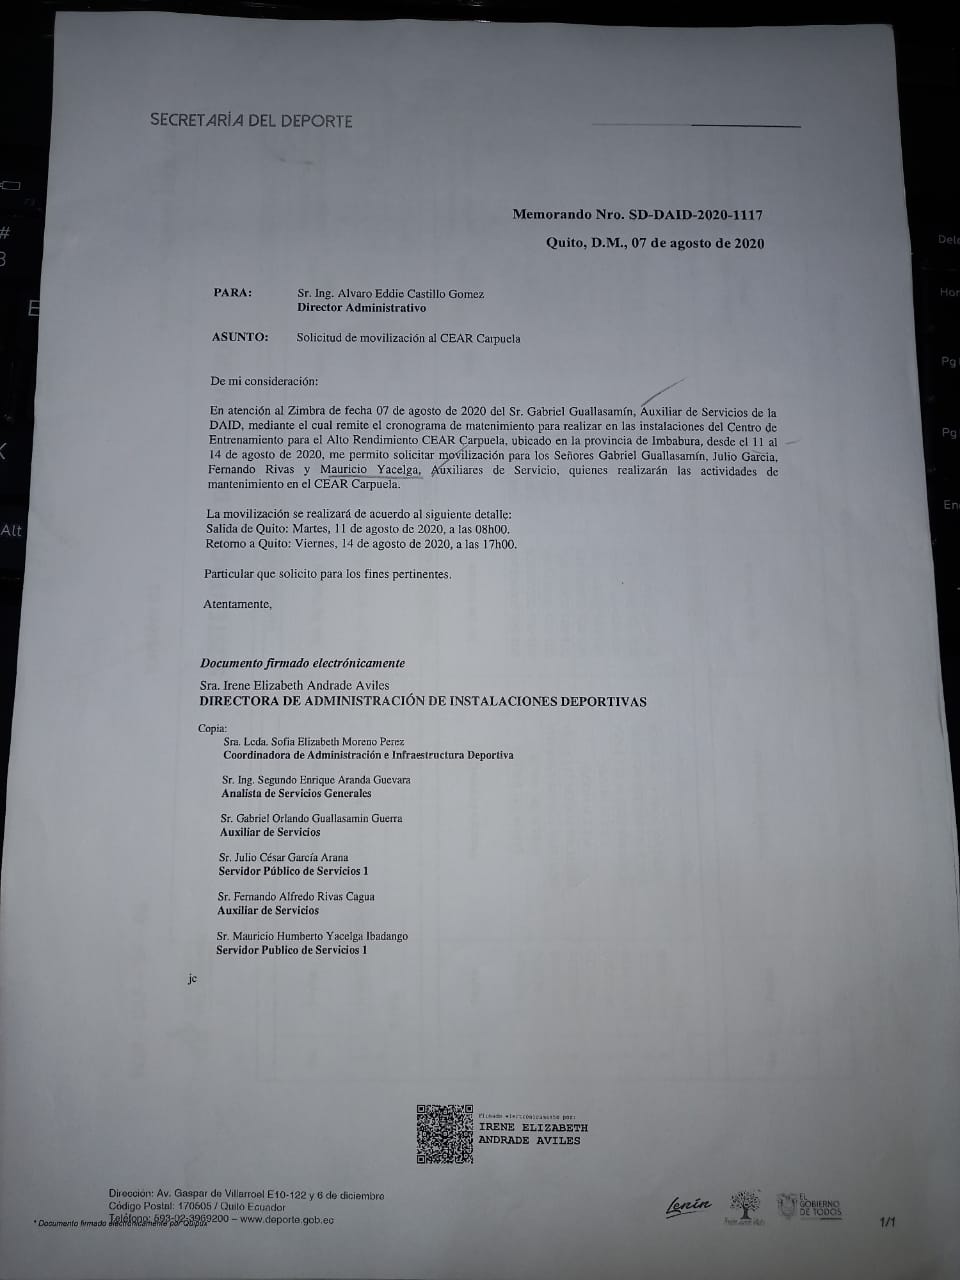 SECRETARÍA DEL DEPORTE
Memorando Nro. SD-DAID-2020-1117
Quito, D.M., 07 de agosto de 2020
PARA: Sr. Ing. Alvaro Eddie Castillo Gomez
Director Administrativo
ASUNTO: Solicitud de movilización al CEAR Carpuela
De mi consideración:
En atención al Zimbra de fecha 07 de agosto de 2020 del Sr. Gabriel Guallasamín, Auxiliar de Servicios de la
DAID, mediante el cual remite el cronograma de matenimiento para realizar en las instalaciones del Centro de
Entrenamiento para el Alto Rendimiento CEAR Carpuela, ubicado en la provincia de Imbabura, desde el 11 al
14 de agosto de 2020, me permito solicitar movilización para los Señores Gabriel Guallasamín, Julio Garcia,
Fernando Rivas y Mauricio Yacelga, Auxiliares de Servicio, quienes realizarán las actividades de
mantenimiento en el CEAR Carpuela.
La movilización se realizará de acuerdo al siguiente detalle:
Salida de Quito: Martes, 11 de agosto de 2020, a las 08h00.
Retorno a Quito: Viernes, 14 de agosto de 2020, a las 17h00.
Particular que solicito para los fines pertinentes.
Atentamente,
Documento firmado electrónicamente
Sra. Irene Elizabeth Andrade Aviles
DIRECTORA DE ADMINISTRACIÓN DE INSTALACIONES DEPORTIVAS
Copia:
Sra. Lcda. Sofia Elizabeth Moreno Perez
Coordinadora de Administración e Infraestructura Deportiva
Sr. Ing. Segundo Enrique Aranda Guevara
Analista de Servicios Generales
Sr. Gabriel Orlando Guallasamin Guerra
Auxiliar de Servicios
Sr. Julio César García Arana
Servidor Público de Servicios 1
Sr. Fernando Alfredo Rivas Cagua
Auxiliar de Servicios
Sr. Mauricio Humberto Yacelga Ibadango
Servidor Publico de Servicios 1
jc
Firmado electrónicamente por:
IRENE ELIZABETH
ANDRADE AVILES
Dirección: Av. Gaspar de Villarroel E10-122 y 6 de diciembre
Código Postal: 170505 / Quito Ecuador
Teléfono: 593-02-3969200 – www.deporte.gob.ec
* Documento firmado electrónicamente por Quipux
Lenín
EL
GOBIERNO
DE TODOS
1/1
#
3
E
K
Alt
Dele
Hor
Pg
Pg
En